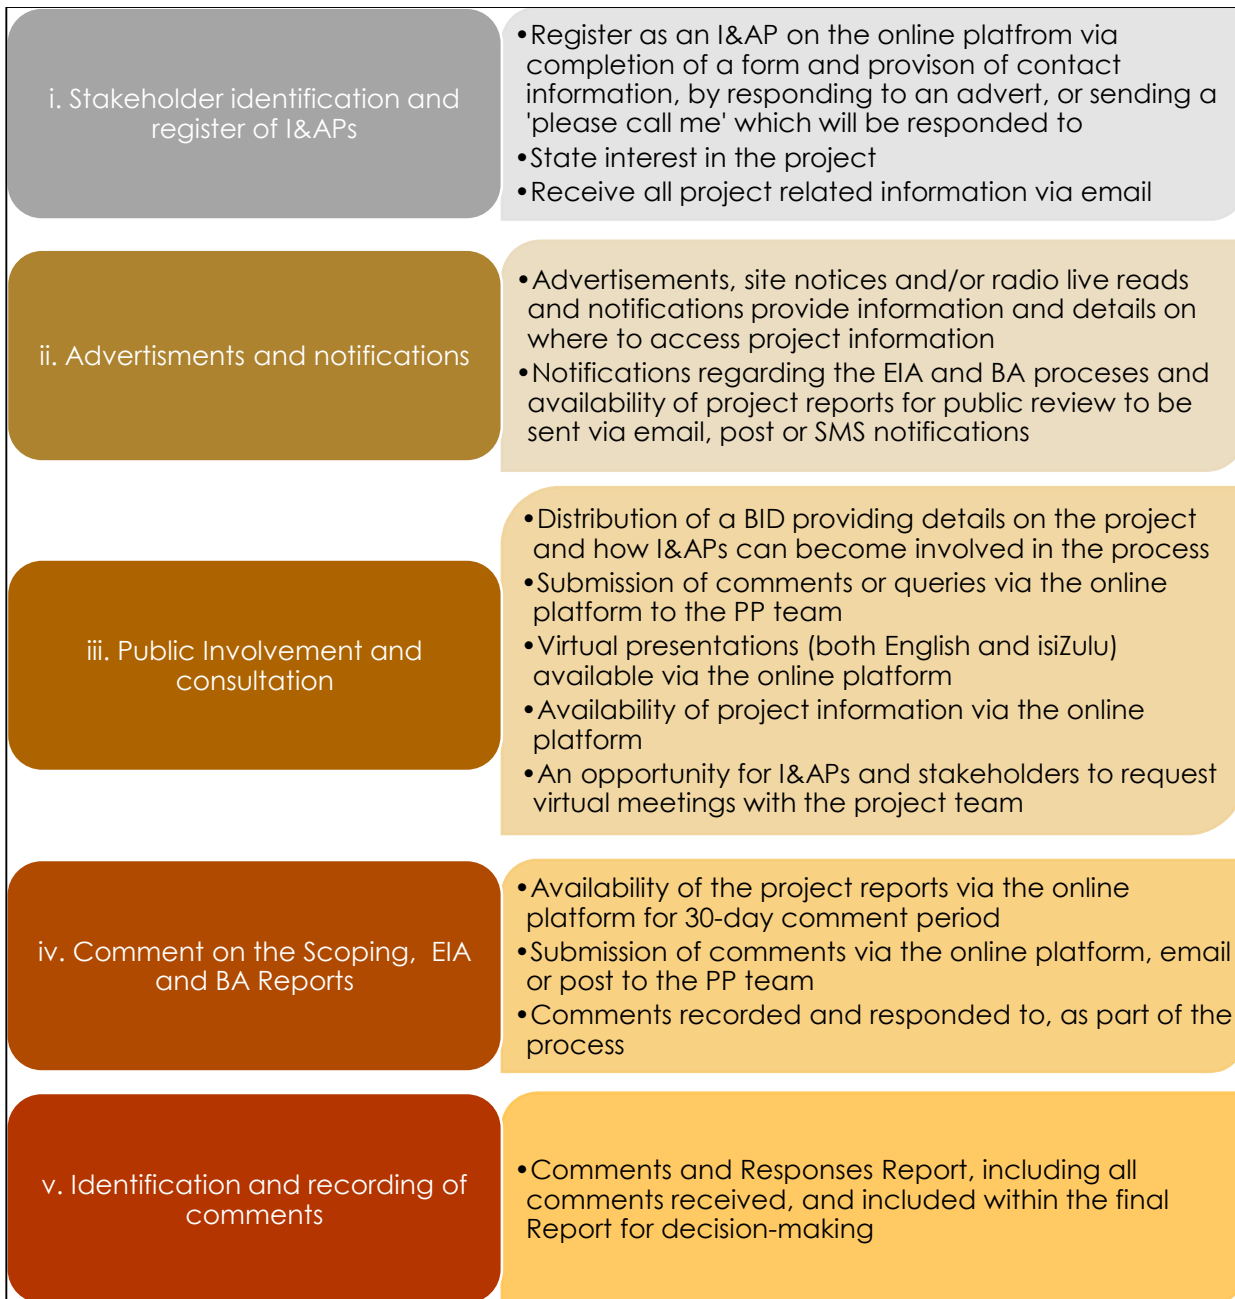 i. Stakeholder identification and
register of I&APs
•Register as an I&AP on the online platfrom via
completion of a form and provison of contact
information, by responding to an advert, or sending a
'please call me' which will be responded to
•State interest in the project
•Receive all project related information via email
ii. Advertisments and notifications
•Advertisements, site notices and/or radio live reads
and notifications provide information and details on
where to access project information
•Notifications regarding the EIA and BA proceses and
availability of project reports for public review to be
sent via email, post or SMS notifications
iii. Public Involvement and
consultation
•Distribution of a BID providing details on the project
and how I&APs can become involved in the process
•Submission of comments or queries via the online
platform to the PP team
•Virtual presentations (both English and isiZulu)
available via the online platform
•Availability of project information via the online
platform
•An opportunity for I&APs and stakeholders to request
virtual meetings with the project team
iv. Comment on the Scoping,  EIA
and BA Reports
•Availability of the project reports via the online
platform for 30-day comment period
•Submission of comments via the online platform, email
or post to the PP team
•Comments recorded and responded to, as part of the
process
v. Identification and recording of
comments
•Comments and Responses Report, including all
comments received, and included within the final
Report for decision-making